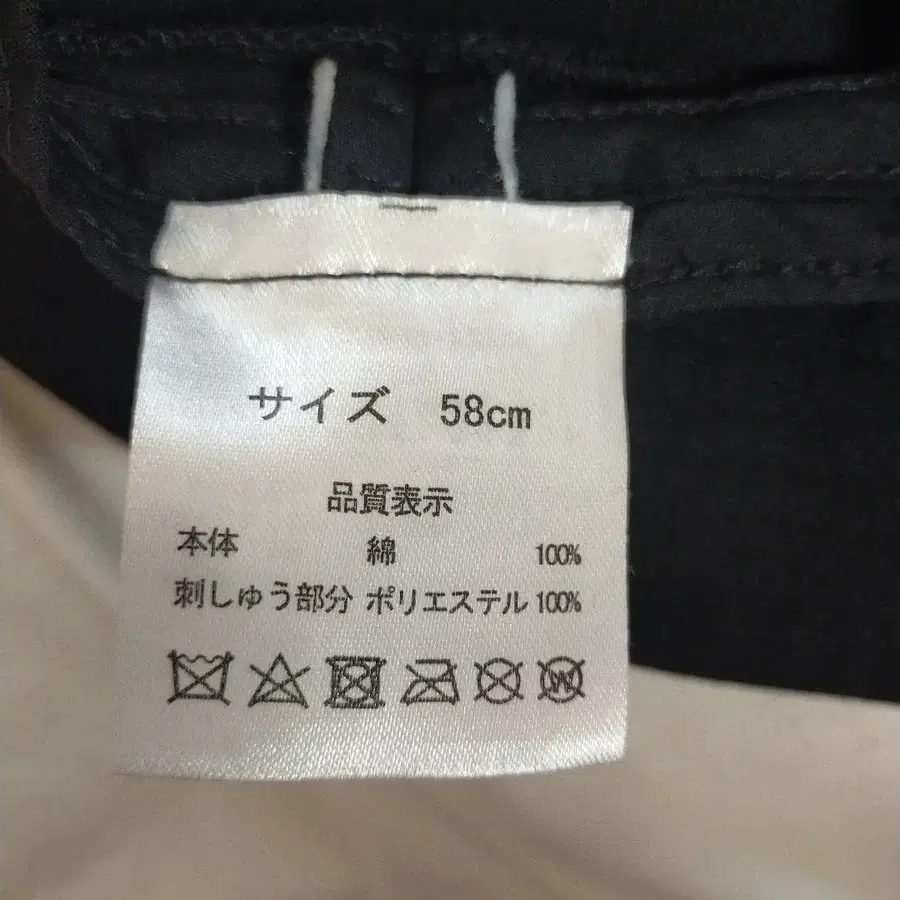 サイズ 58cm
品質表示
本体 綿 100%
刺しゅう部分 ポリエステル 100%